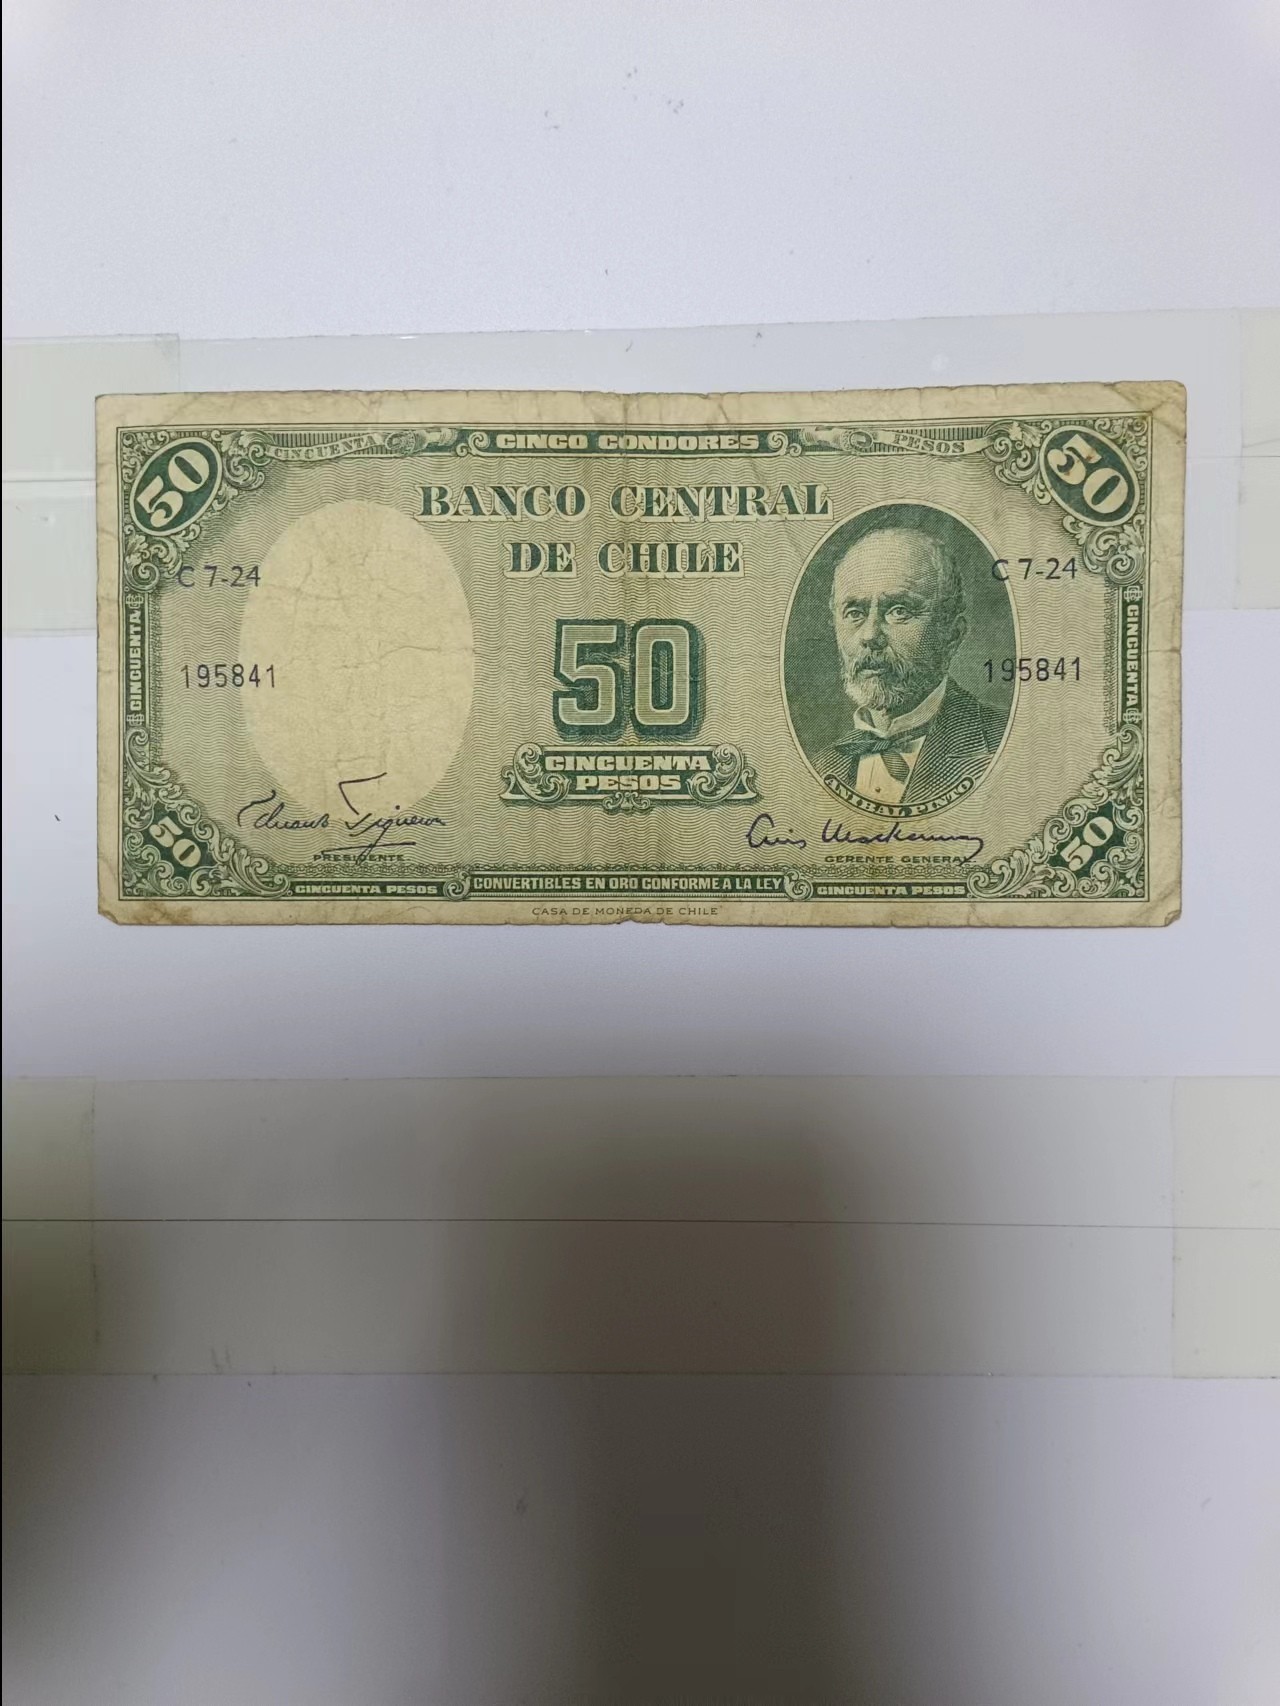 50 CINCUENTA CINCO CONDORES PESOS 50
BANCO CENTRAL
DE CHILE
C 7-24 C 7-24
50
195841 195841
CINCUENTA CINCUENTA
CINCUENTA
PESOS
ANIBAL PINTO
PRESIDENTE. GERENTE GENERAL.
50 50
CINCUENTA PESOS CONVERTIBLES EN ORO CONFORME A LA LEY CINCUENTA PESOS
CASA DE MONEDA DE CHILE